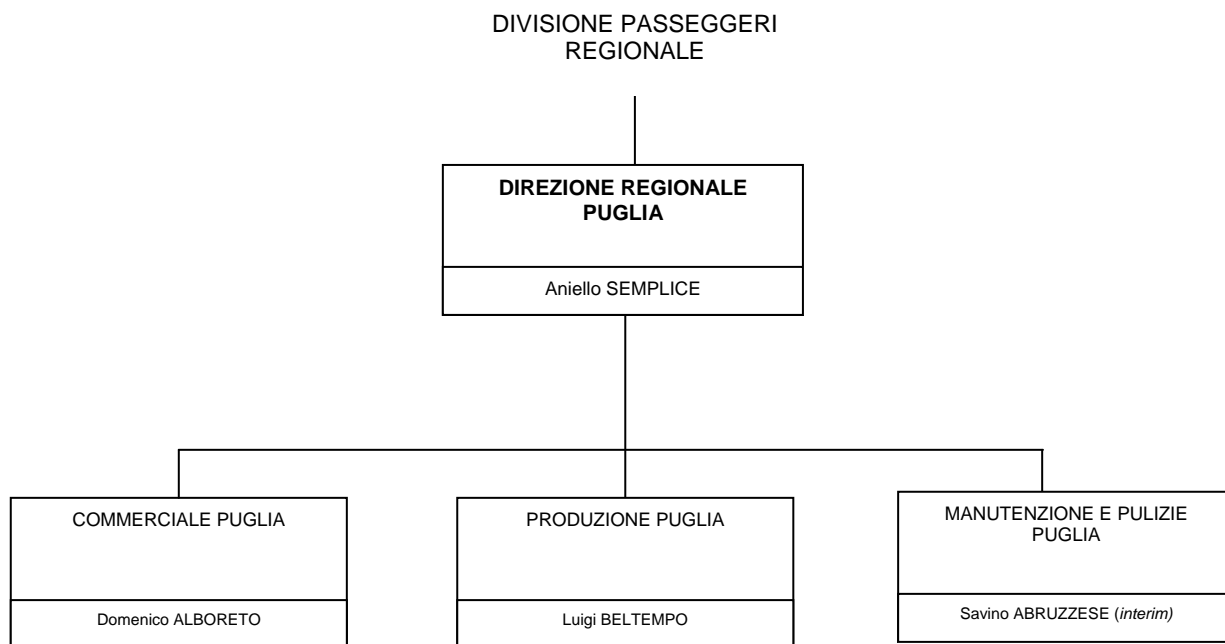 DIVISIONE PASSEGGERI
REGIONALE
DIREZIONE REGIONALE
PUGLIA
Aniello SEMPLICE
COMMERCIALE PUGLIA
Domenico ALBORETO
PRODUZIONE PUGLIA
Luigi BELTEMPO
MANUTENZIONE E PULIZIE
PUGLIA
Savino ABRUZZESE (interim)